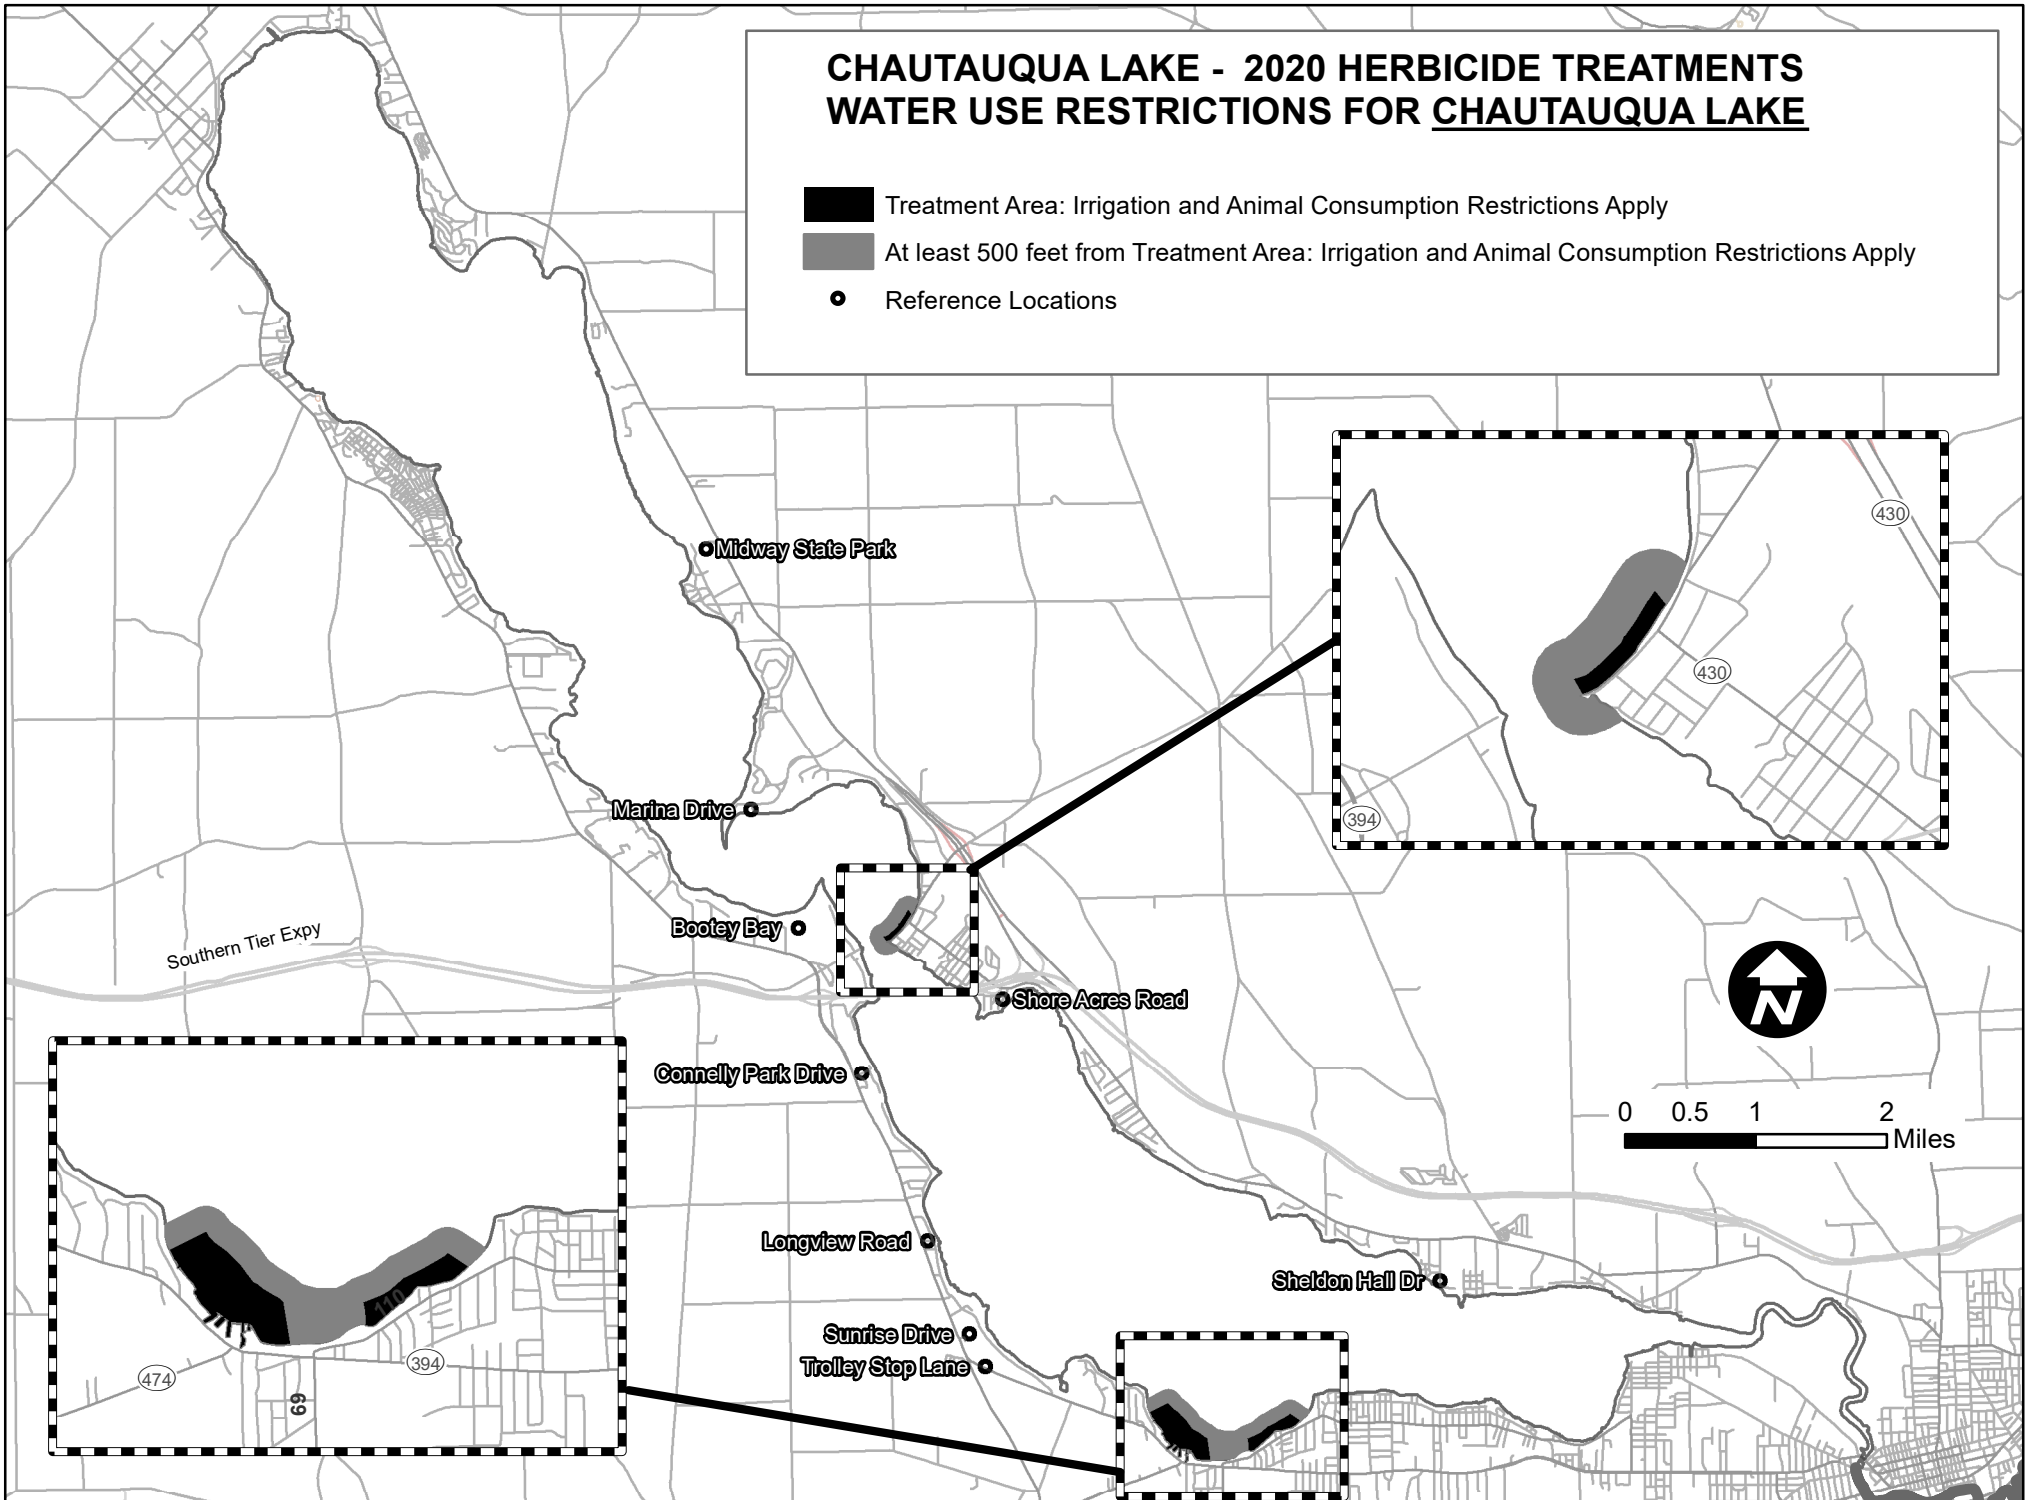 CHAUTAUQUA LAKE - 2020 HERBICIDE TREATMENTS
WATER USE RESTRICTIONS FOR CHAUTAUQUA LAKE
Treatment Area: Irrigation and Animal Consumption Restrictions Apply
At least 500 feet from Treatment Area: Irrigation and Animal Consumption Restrictions Apply
Reference Locations
430
Midway State Park
430
Marina Drive
394
Bootey Bay
Southern Tier Expy
Shore Acres Road
N
Connelly Park Drive
0 0.5 1 2
Miles
Longview Road
Sheldon Hall Dr
110
Sunrise Drive
394
Trolley Stop Lane
474
69